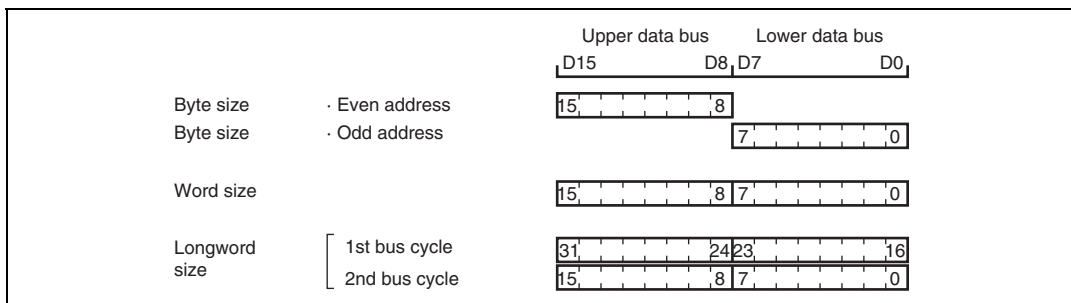 Upper data bus Lower data bus
D15 D8 D7 D0
Byte size · Even address 15 8
Byte size · Odd address 7 0
Word size 15 8 7 0
Longword size 1st bus cycle 31 24 23 16
2nd bus cycle 15 8 7 0